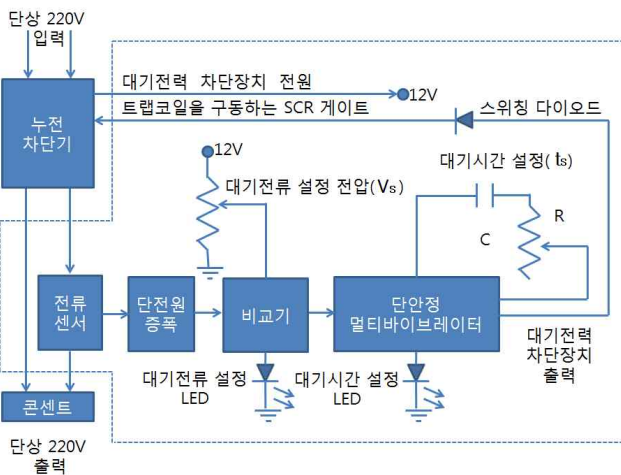 단상 220V
입력
대기전력 차단장치 전원
12V
트랩코일을 구동하는 SCR 게이트
스위칭 다이오드
누전
차단기
12V
대기시간 설정( ts)
대기전류 설정 전압(Vs)
R
C
전류
센서
단전원
증폭
비교기
단안정
멀티바이브레이터
대기전력
차단장치
출력
대기전류 설정
LED
대기시간 설정
LED
콘센트
단상 220V
출력